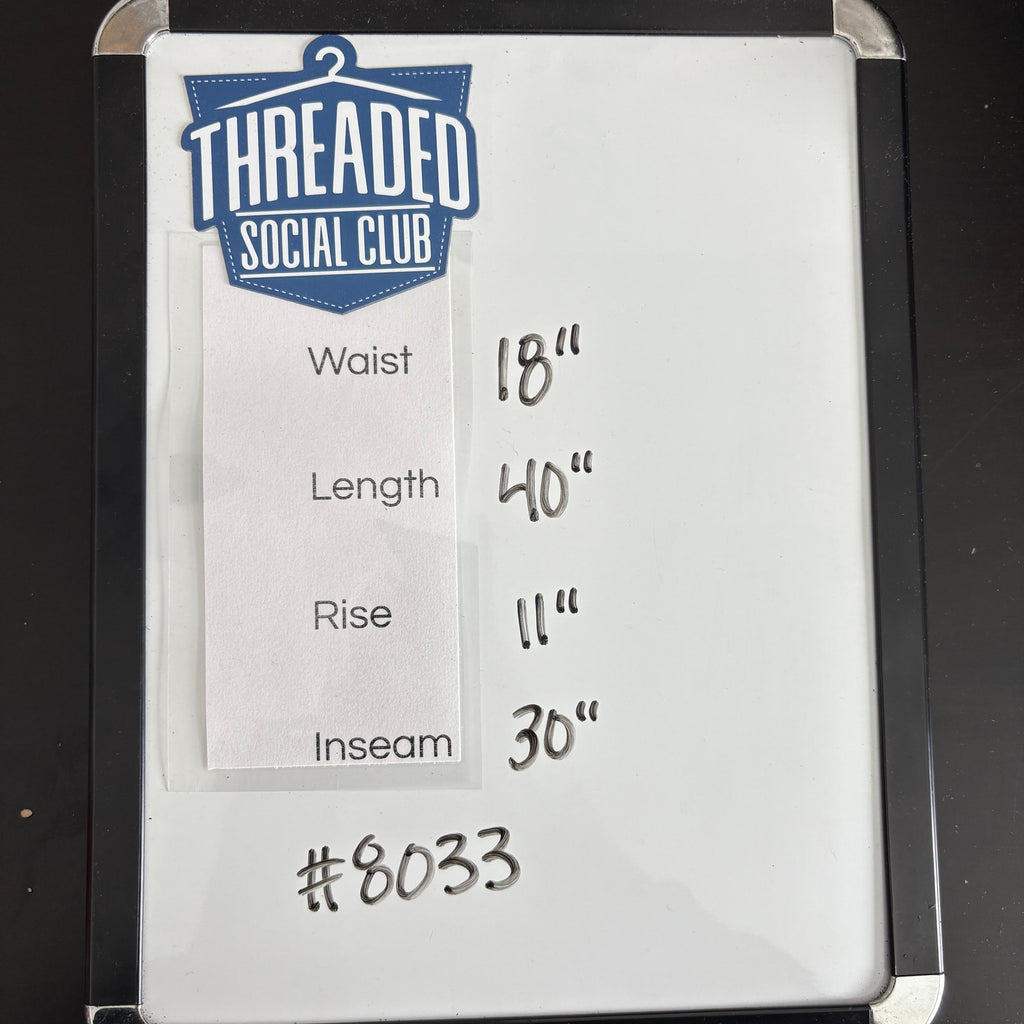 THREADED
SOCIAL CLUB
Waist 18"
Length 40"
Rise 11"
Inseam 30"
#8033